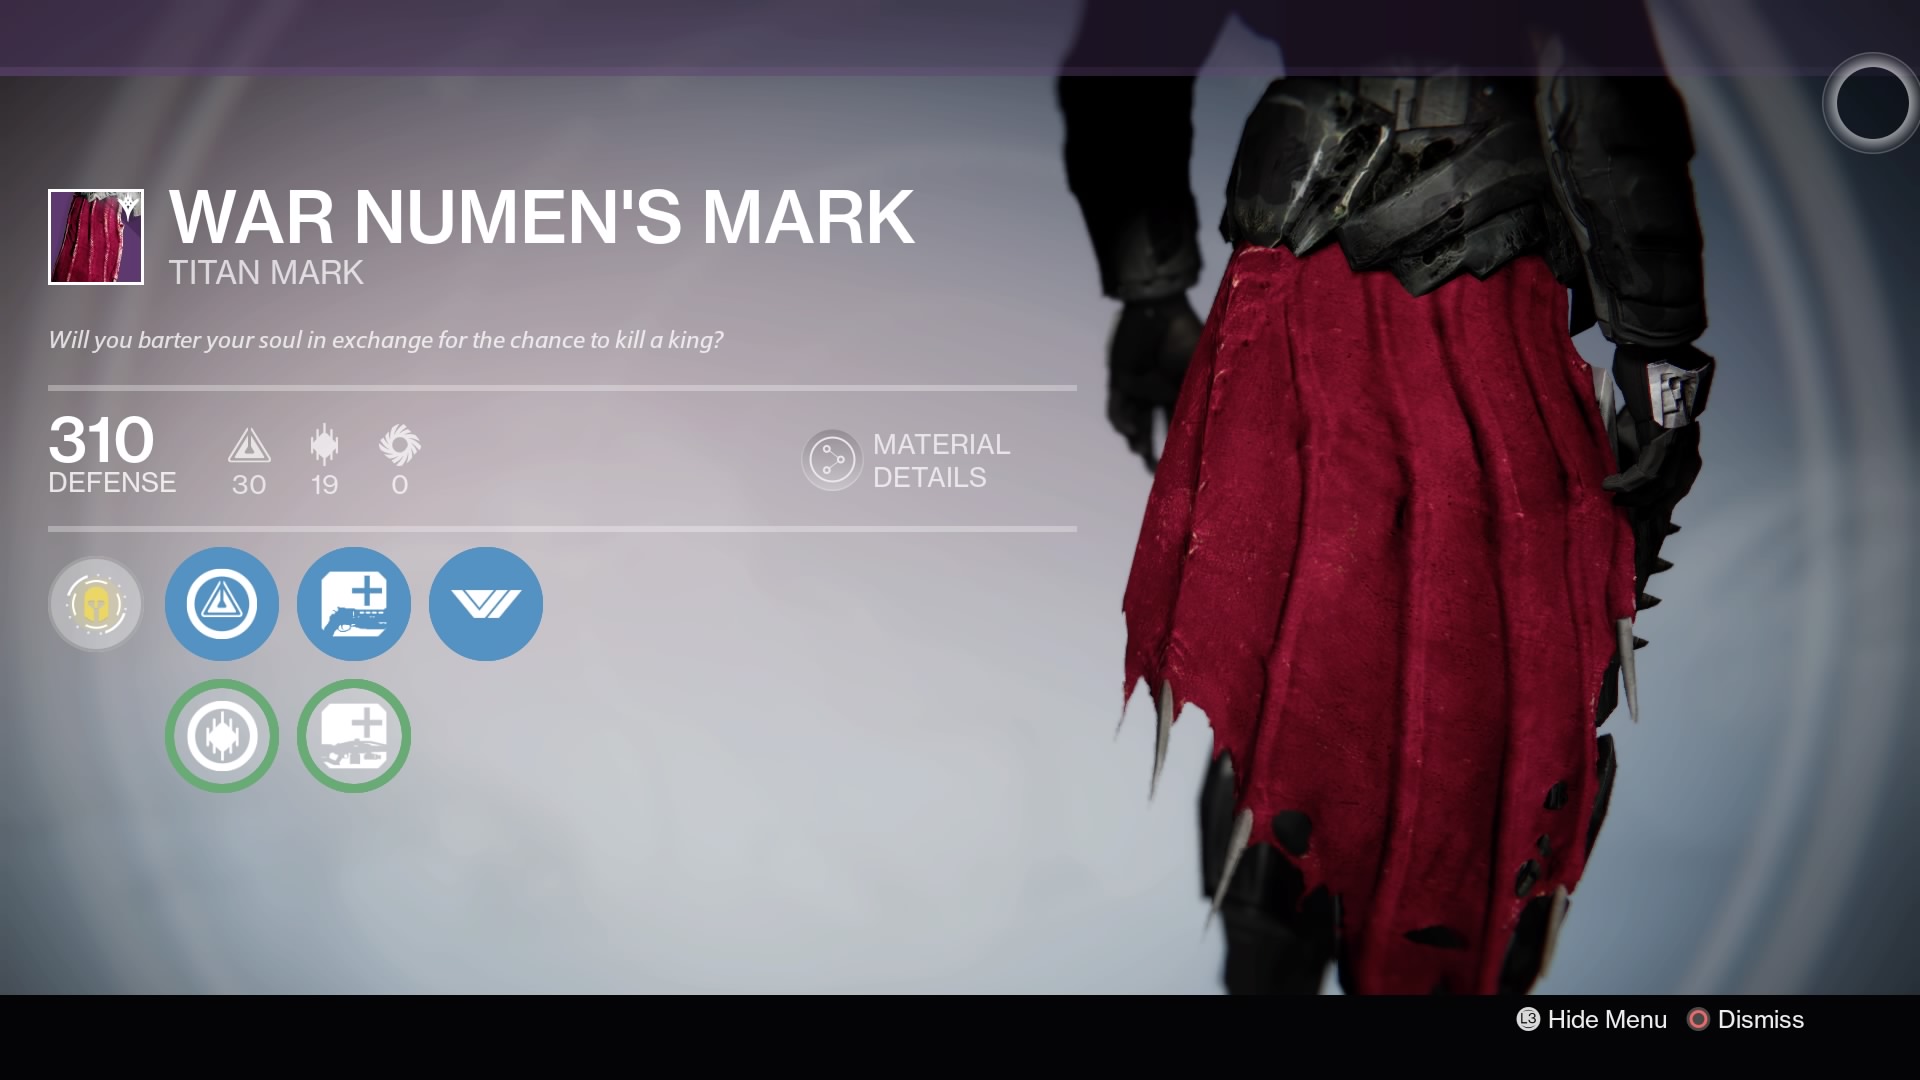 WAR NUMEN'S MARK
TITAN MARK
Will you barter your soul in exchange for the chance to kill a king?
310
DEFENSE
30
19
0
MATERIAL
DETAILS
L3 Hide Menu
Dismiss